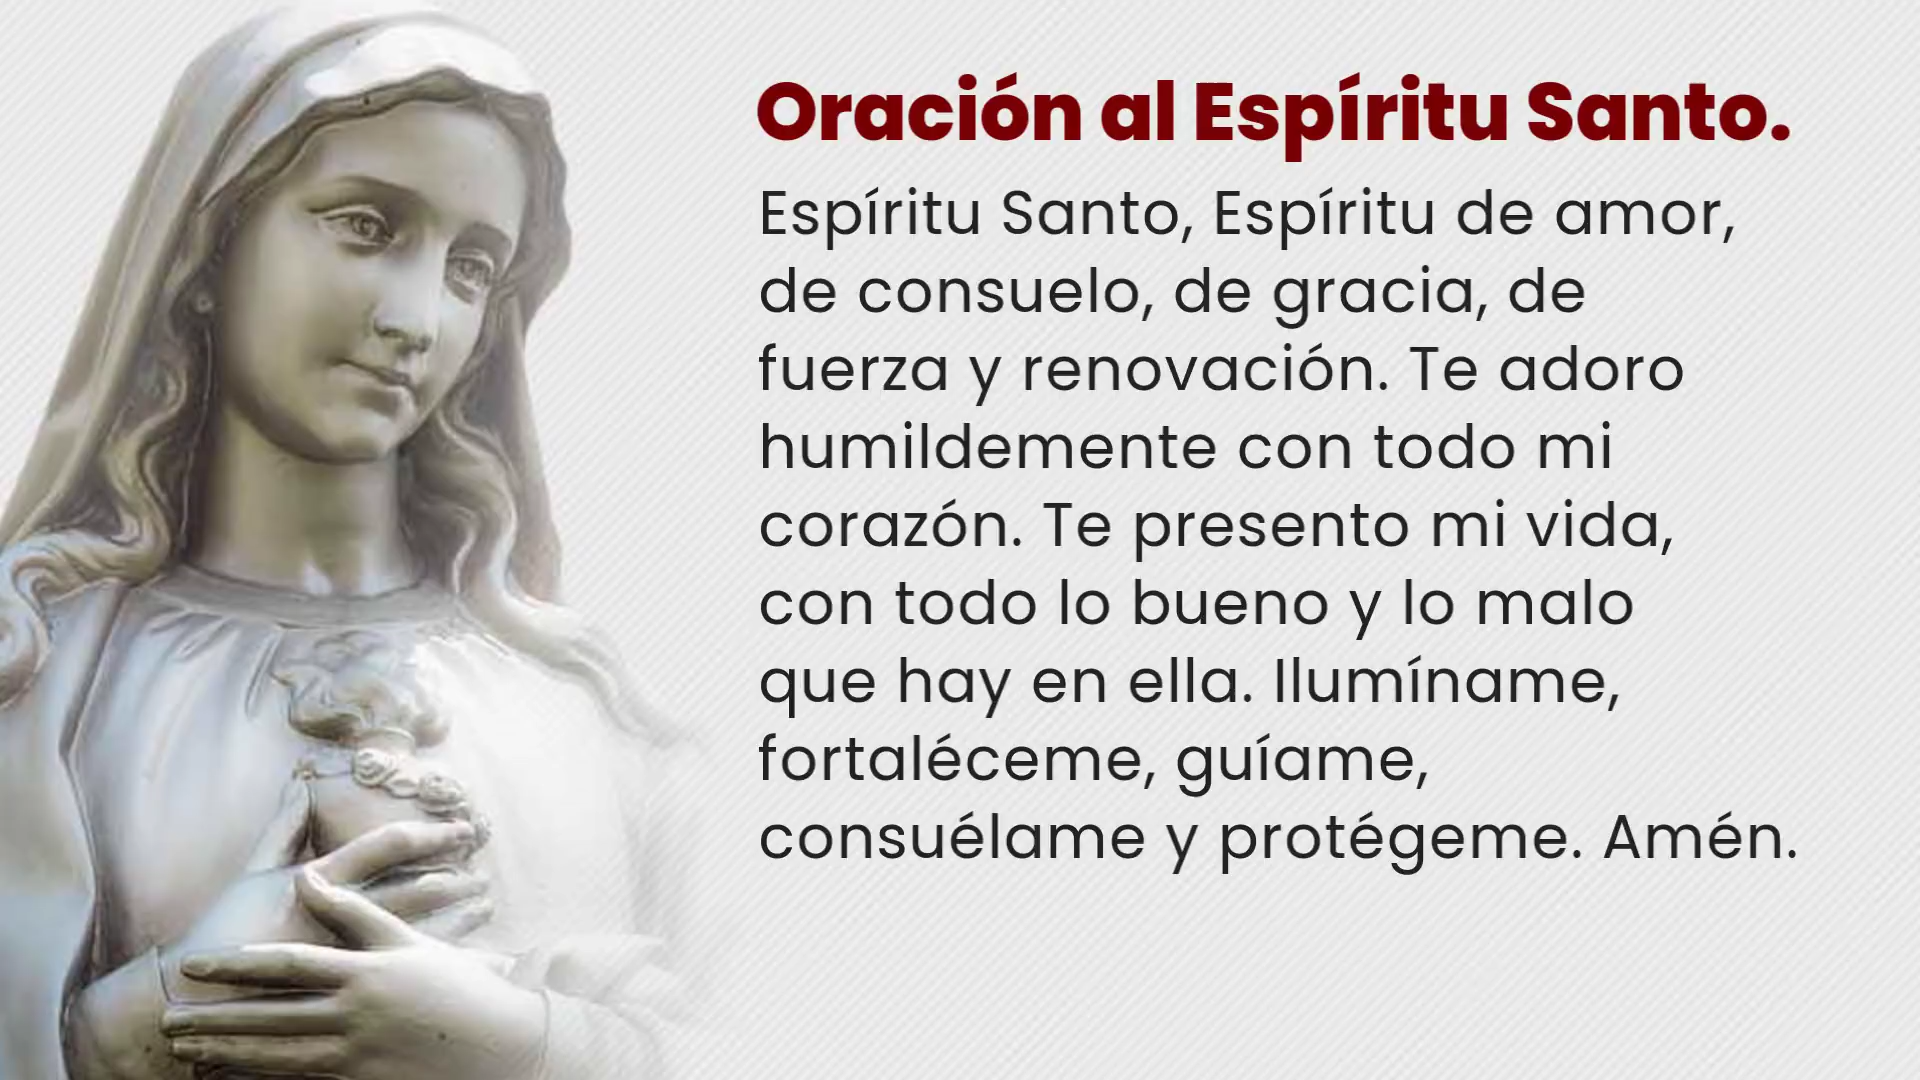 Oración al Espíritu Santo.
Espíritu Santo, Espíritu de amor,
de consuelo, de gracia, de
fuerza y renovación. Te adoro
humildemente con todo mi
corazón. Te presento mi vida,
con todo lo bueno y lo malo
que hay en ella. Ilumíname,
fortaléceme, guíame,
consuélame y protégeme. Amén.